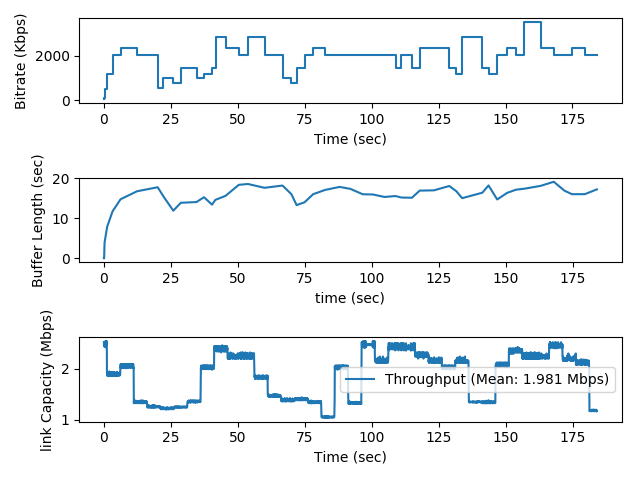 Bitrate (Kbps)
2000
0
0 25 50 75 100 125 150 175
Time (sec)
Buffer Length (sec)
20
10
0
0 25 50 75 100 125 150 175
time (sec)
link Capacity (Mbps)
2
1
Throughput (Mean: 1.981 Mbps)
0 25 50 75 100 125 150 175
Time (sec)